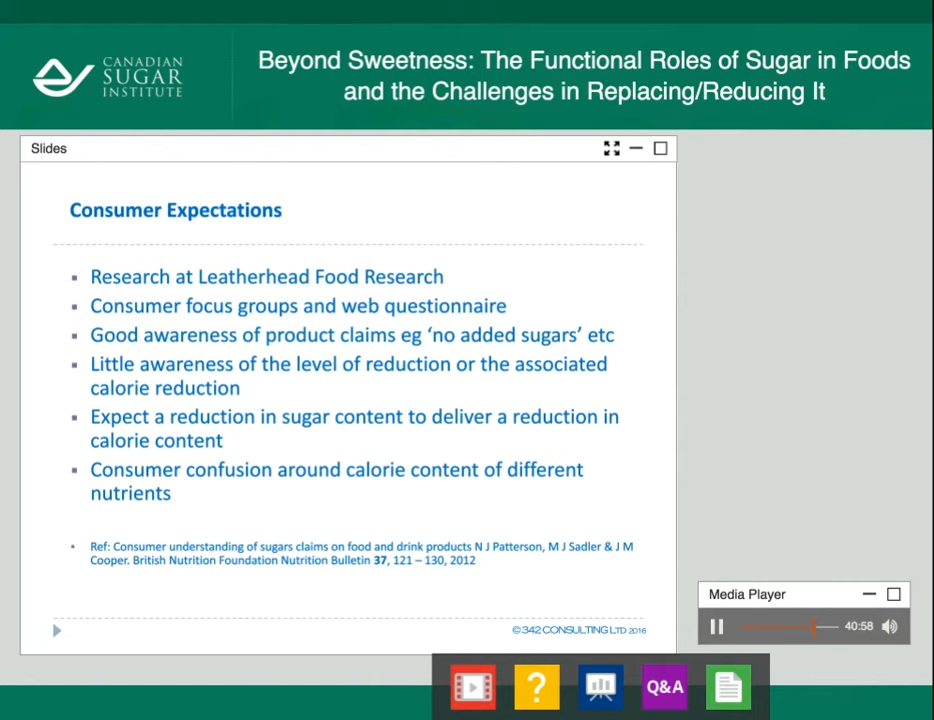 CANADIAN
SUGAR
INSTITUTE
Beyond Sweetness: The Functional Roles of Sugar in Foods
and the Challenges in Replacing/Reducing It
Slides
Consumer Expectations
Research at Leatherhead Food Research
Consumer focus groups and web questionnaire
Good awareness of product claims eg ‘no added sugars’ etc
Little awareness of the level of reduction or the associated
calorie reduction
Expect a reduction in sugar content to deliver a reduction in
calorie content
Consumer confusion around calorie content of different
nutrients
Ref: Consumer understanding of sugars claims on food and drink products N J Patterson, M J Sadler & J M
Cooper. British Nutrition Foundation Nutrition Bulletin 37, 121 – 130, 2012
©342 CONSULTING LTD 2016
Media Player
40:58
?
Q&A